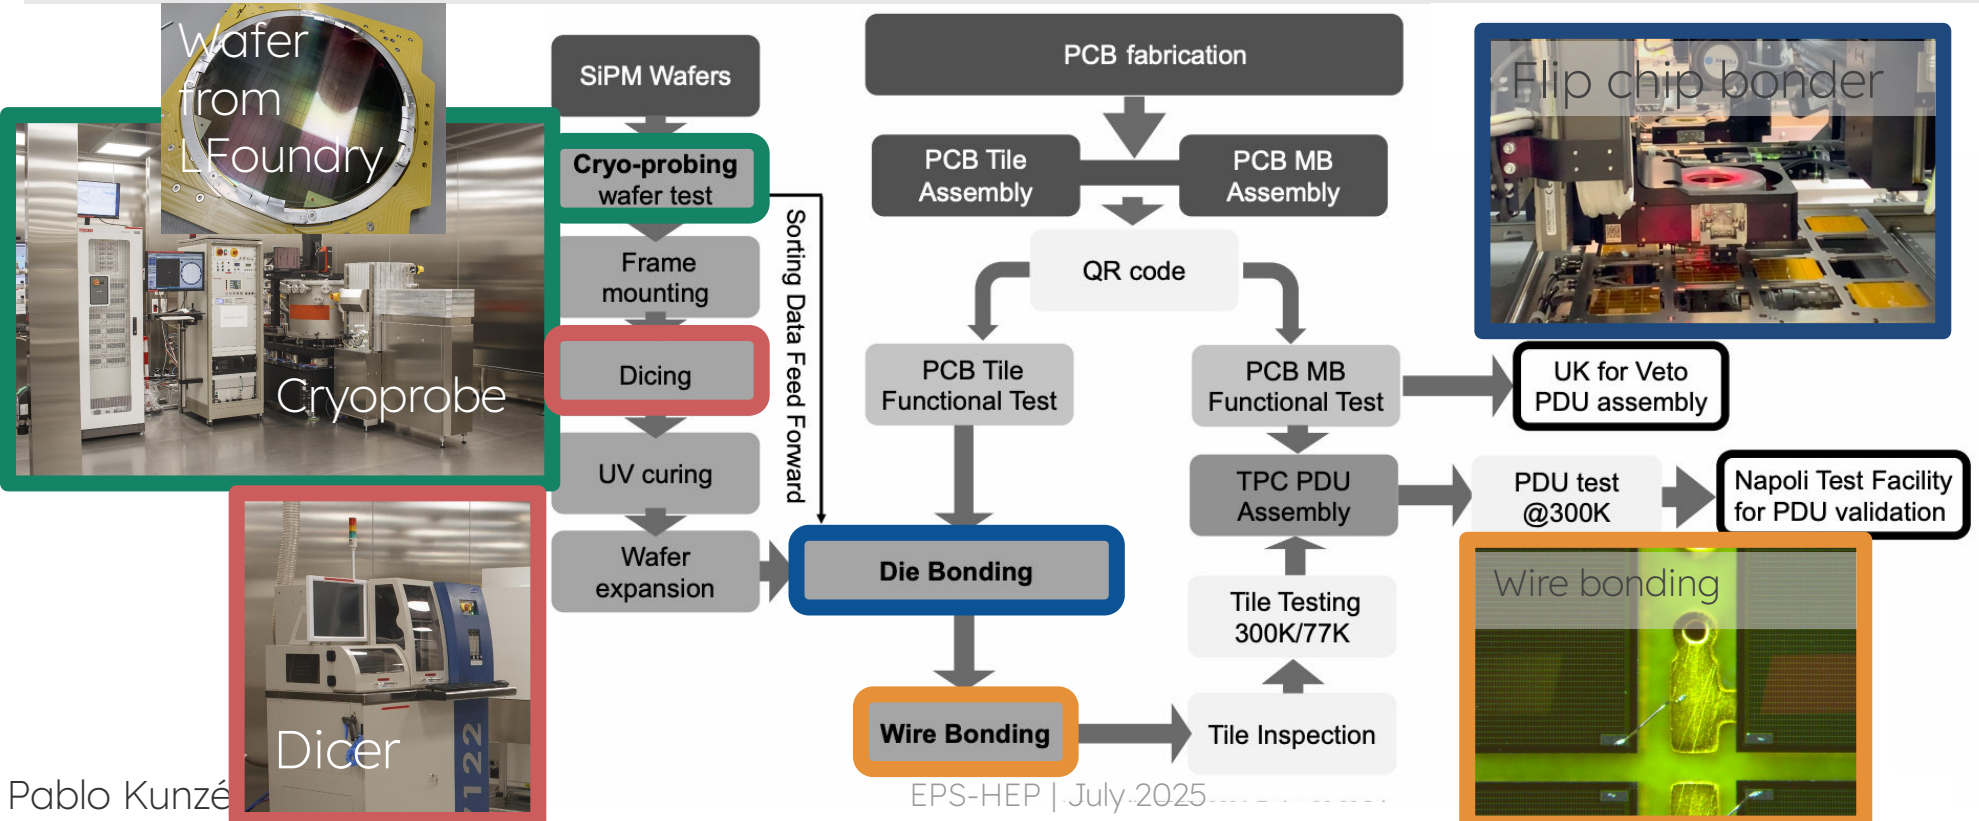 Wafer
from
LFoundry
Cryoprobe
Dicer
7122
SiPM Wafers
Cryo-probing
wafer test
Frame
mounting
Dicing
UV curing
Wafer
expansion
Sorting Data Feed Forward
PCB fabrication
PCB Tile
Assembly
PCB MB
Assembly
QR code
PCB Tile
Functional Test
PCB MB
Functional Test
UK for Veto
PDU assembly
TPC PDU
Assembly
PDU test
@300K
Napoli Test Facility
for PDU validation
Die Bonding
Tile Testing
300K/77K
Wire Bonding
Tile Inspection
Flip chip bonder
Wire bonding
Pablo Kunzé
EPS-HEP | July 2025